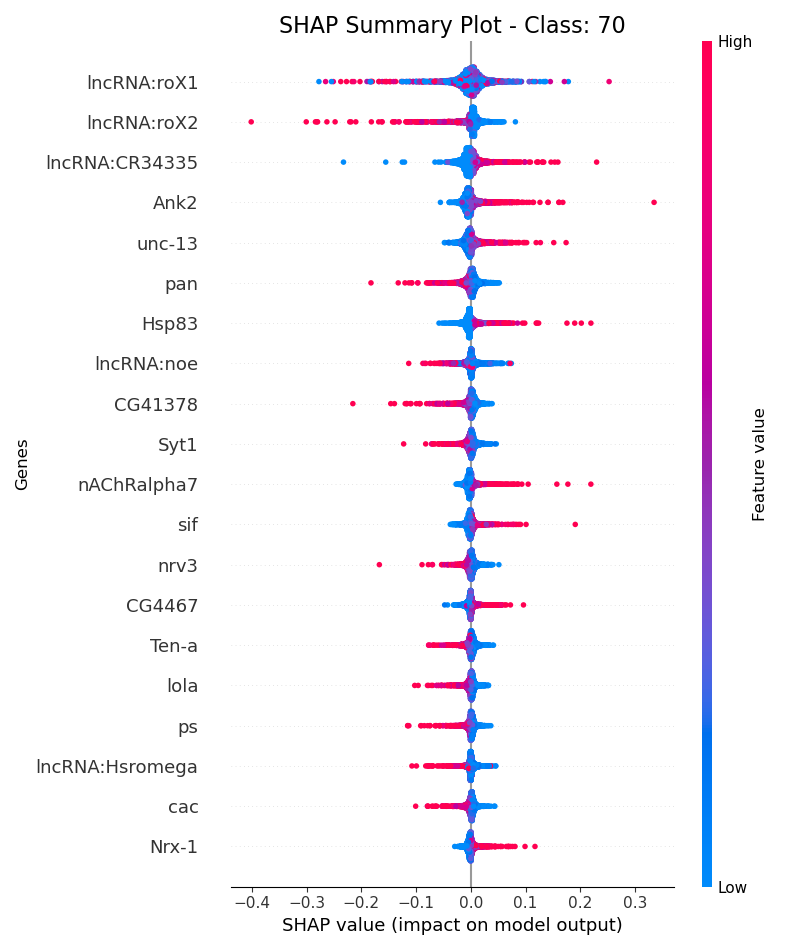 SHAP Summary Plot - Class: 70
High
lncRNA:roX1
lncRNA:roX2
lncRNA:CR34335
Ank2
unc-13
pan
Hsp83
lncRNA:noe
CG41378
Syt1
nAChRalpha7
sif
nrv3
CG4467
Ten-a
lola
ps
lncRNA:Hsromega
cac
Nrx-1
Genes
Feature value
Low
−0.4 −0.3 −0.2 −0.1 0.0 0.1 0.2 0.3
SHAP value (impact on model output)